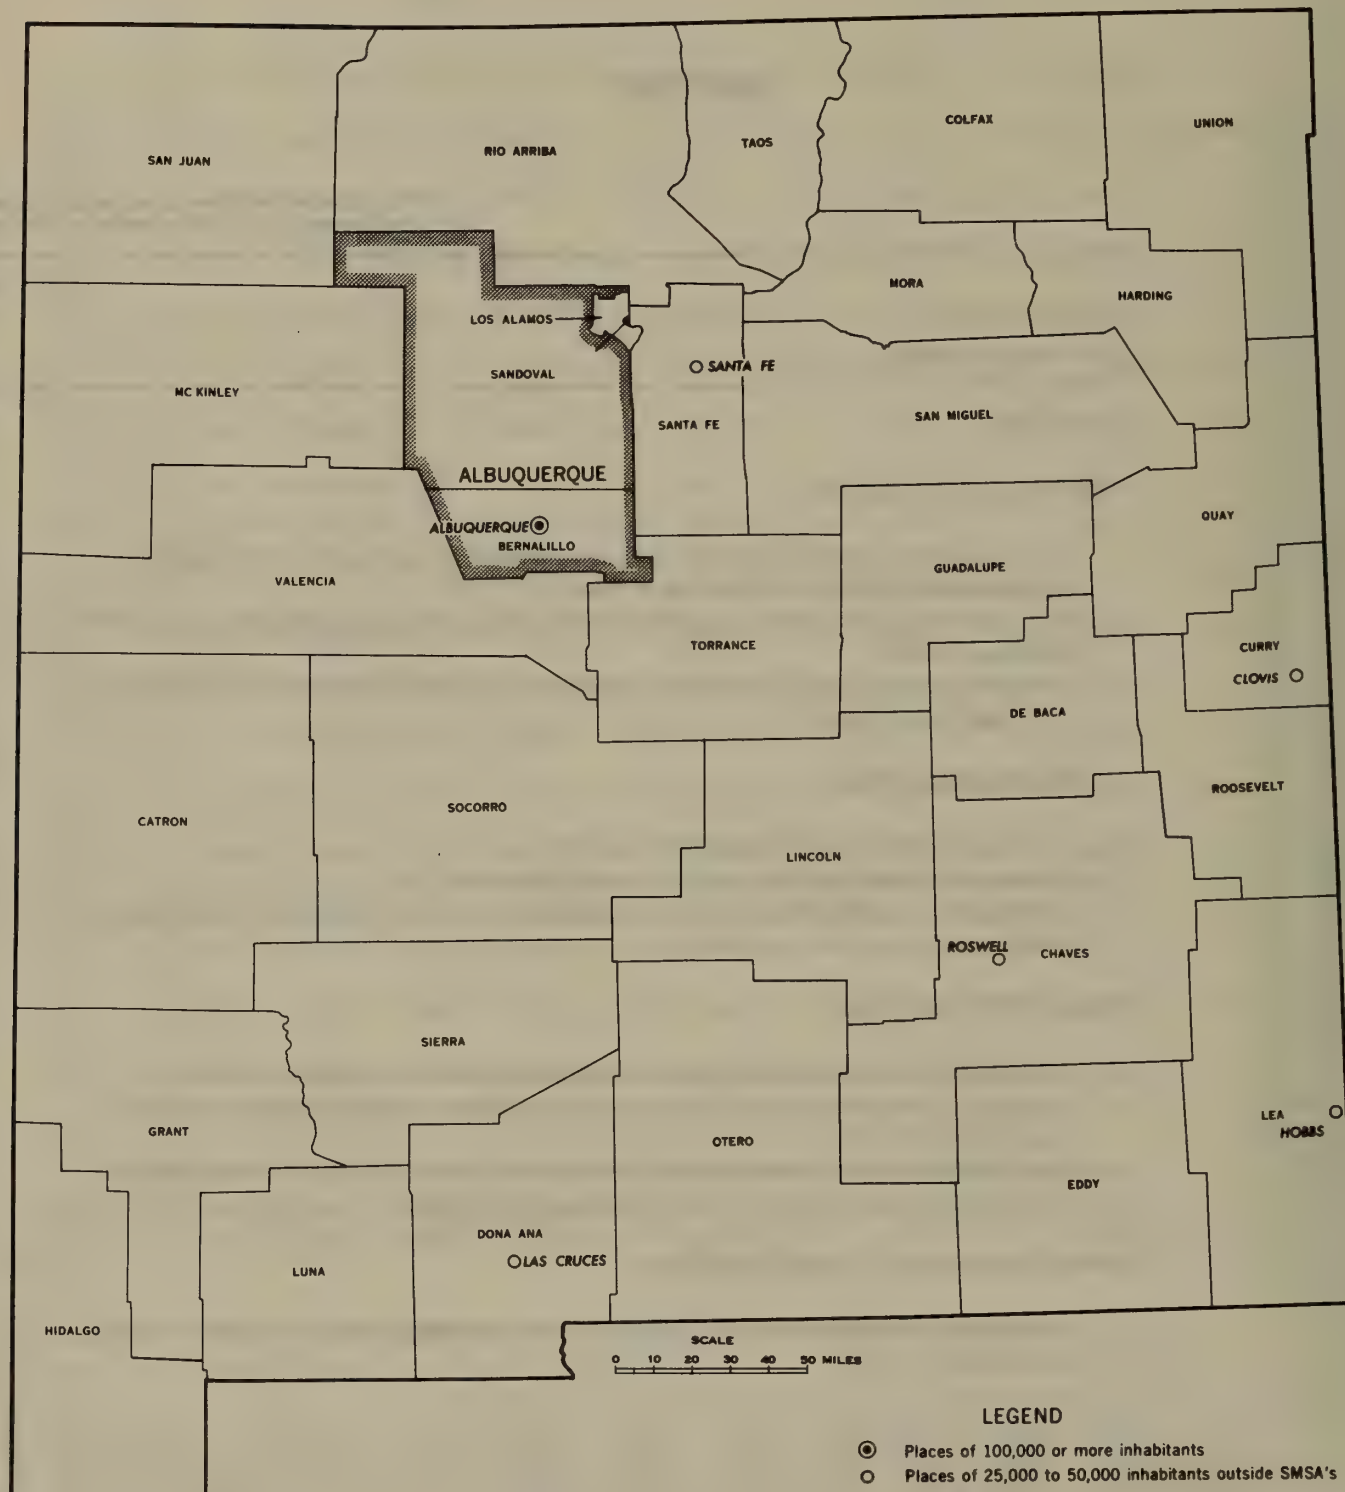 COLFAX
UNION
TAOS
RIO ARRIBA
SAN JUAN
MORA
HARDING
LOS ALAMOS
SANTA FE
SANDOVAL
MC KINLEY
SAN MIGUEL
SANTA FE
ALBUQUERQUE
QUAY
ALBUQUERQUE
BERNALILLO
GUADALUPE
VALENCIA
TORRANCE
CURRY
CLOVIS
DE BACA
ROOSEVELT
SOCORRO
CATRON
LINCOLN
ROSWELL
CHAVES
SIERRA
LEA
HOBBS
GRANT
OTERO
EDDY
DONA ANA
LAS CRUCES
LUNA
HIDALGO
SCALE
0 10 20 30 40 50 MILES
LEGEND
Places of 100,000 or more inhabitants
Places of 25,000 to 50,000 inhabitants outside SMSA's